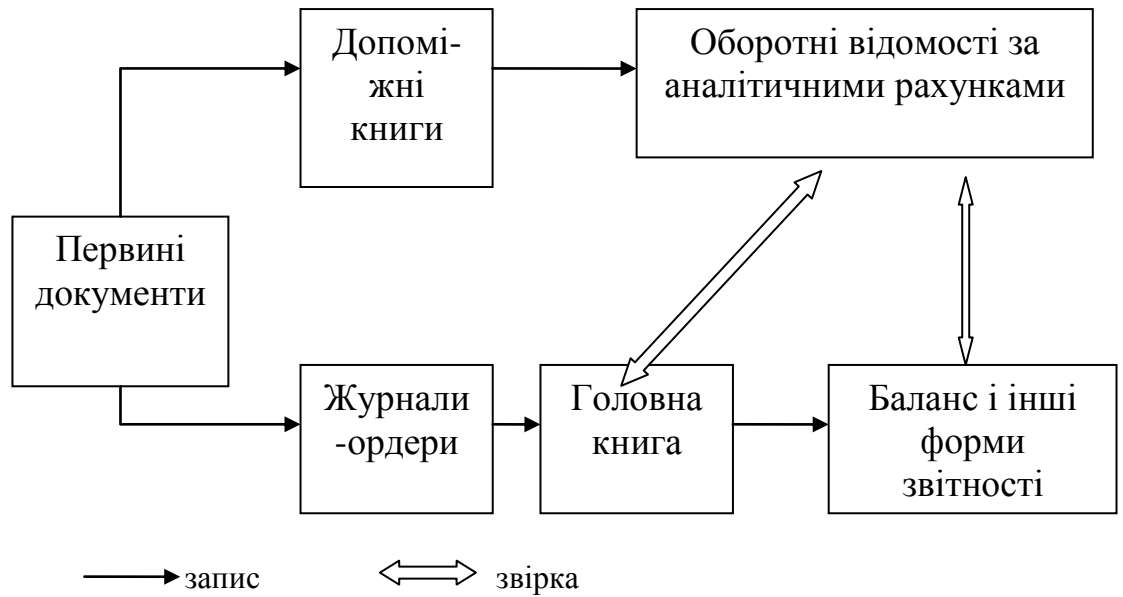 Допомі-
жні
книги
Оборотні відомості за
аналітичними рахунками
Первині
документи
Журнали
-ордери
Головна
книга
Баланс і інші
форми
звітності
запис
звірка